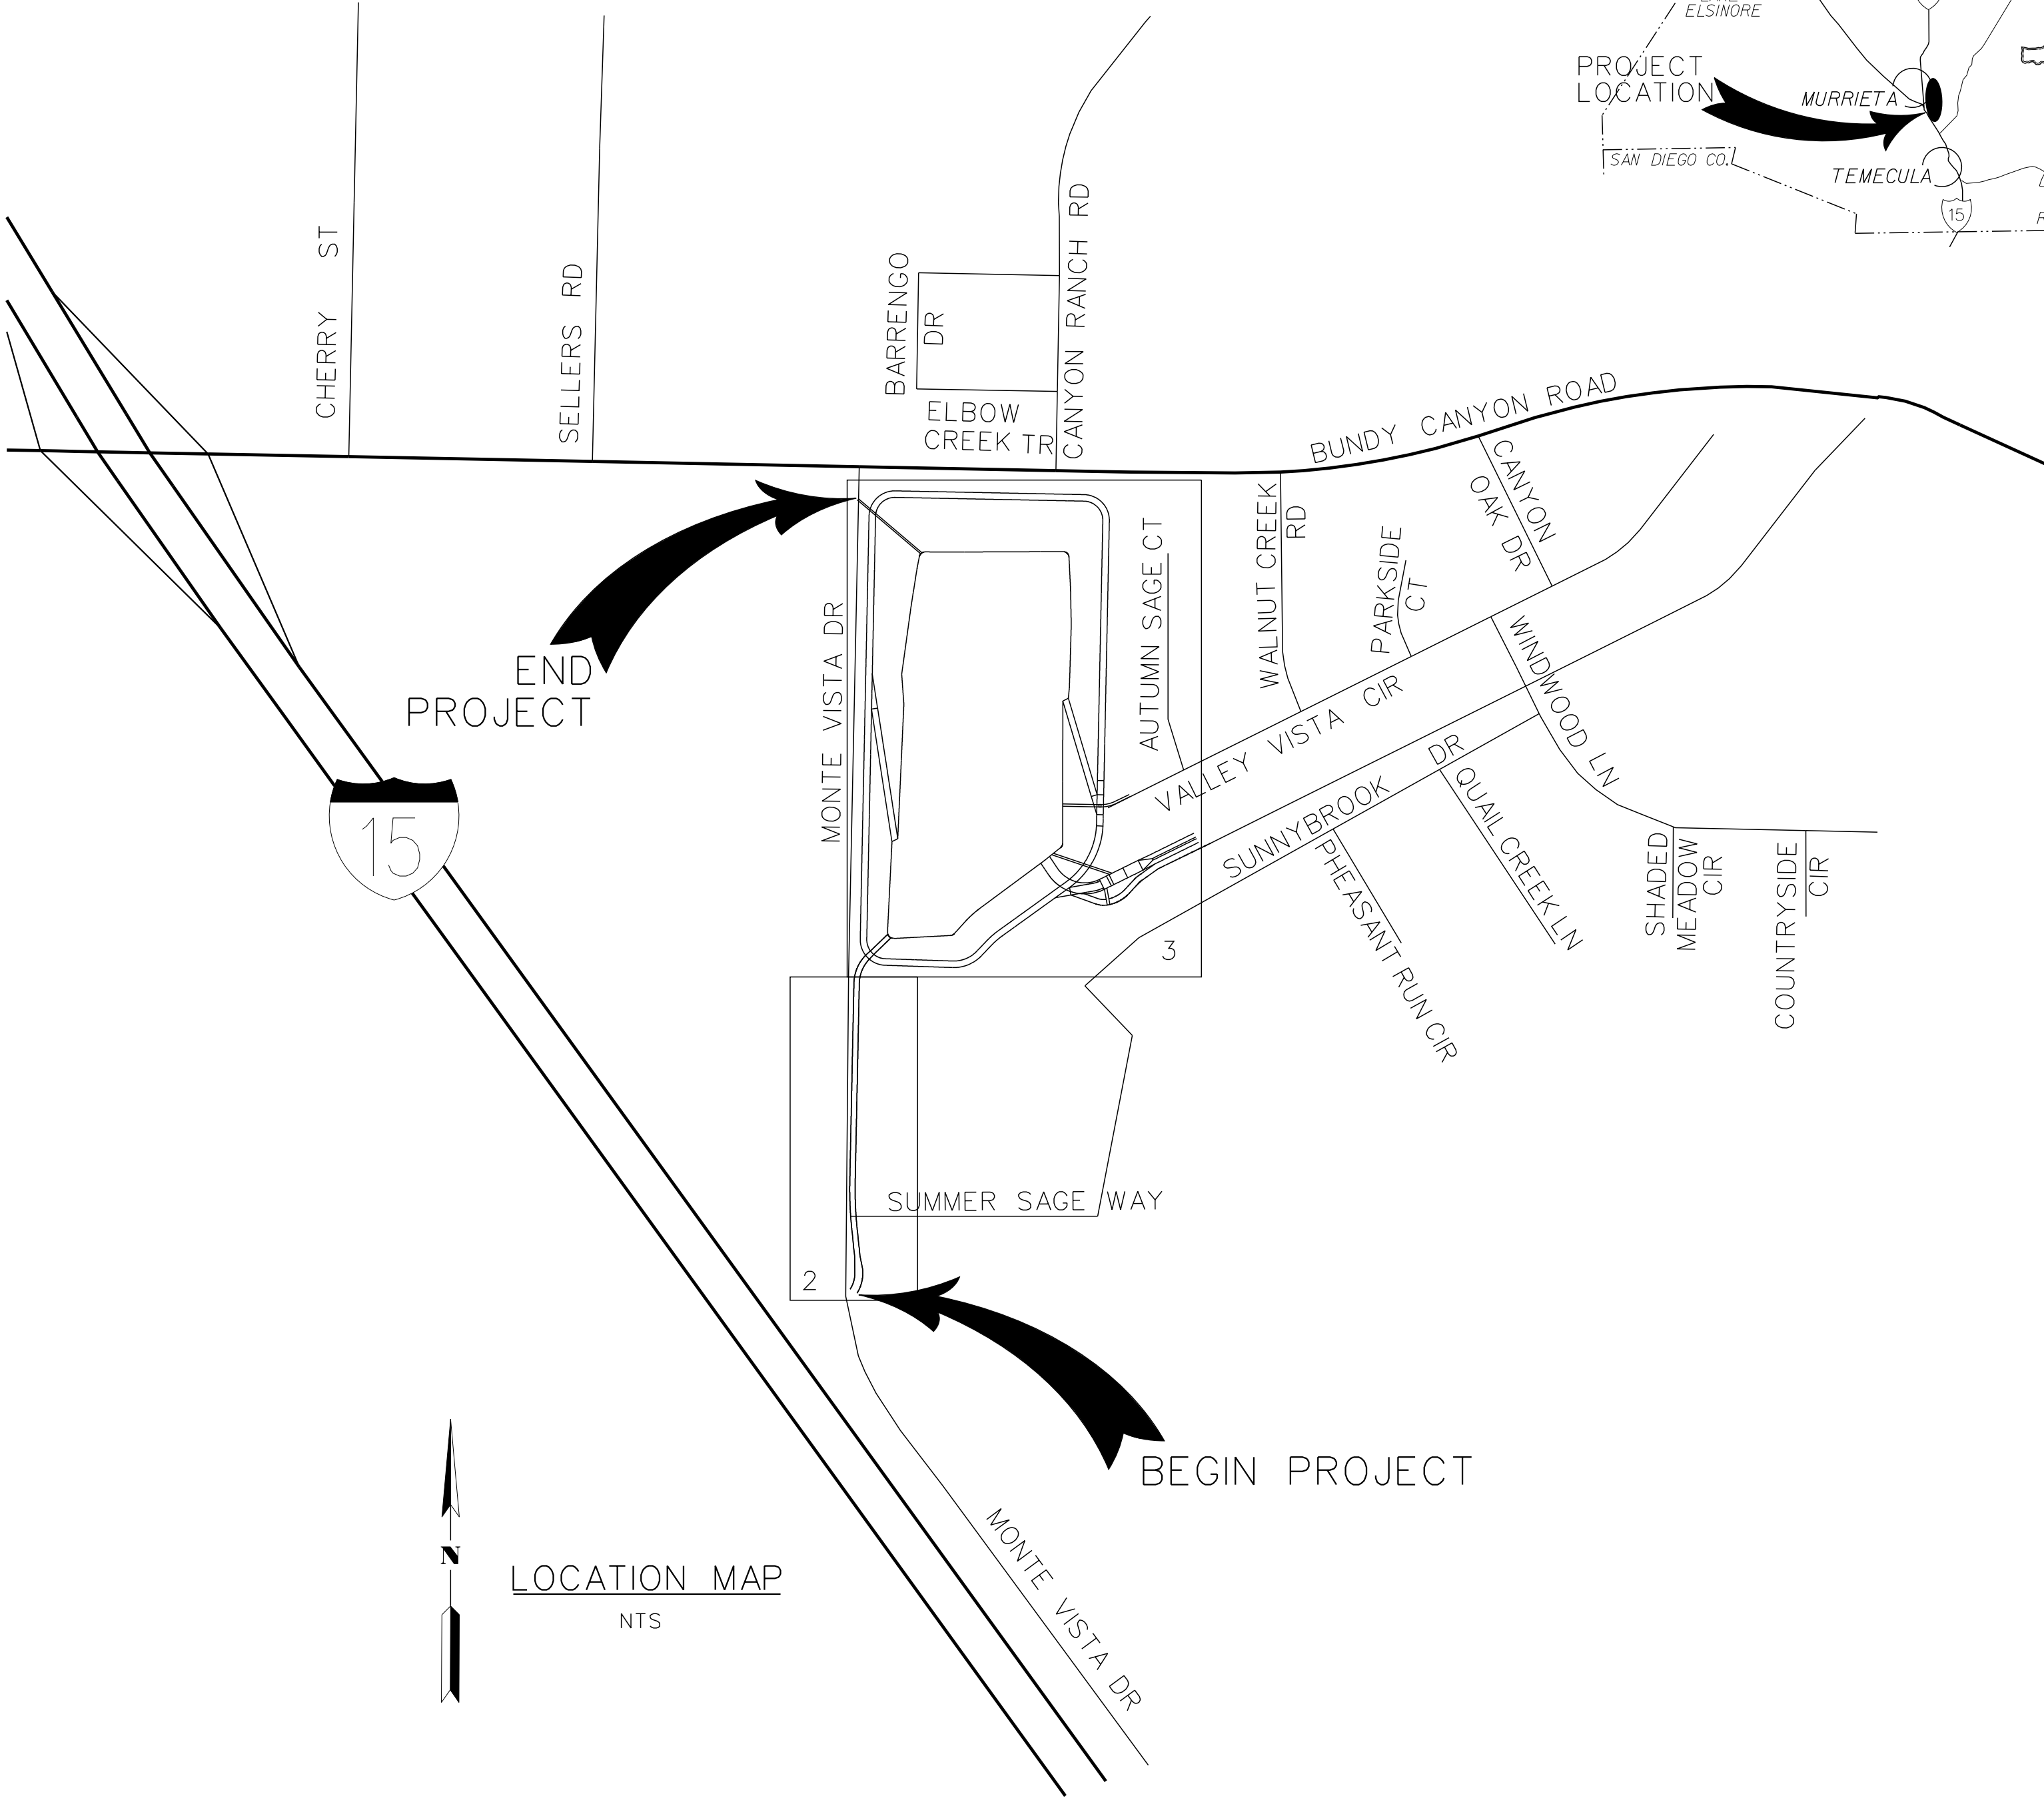 ELSINORE
PROJECT
LOCATION
MURRIETA
SAN DIEGO CO.
TEMECULA
15
CHERRY ST
SELLERS RD
BARRENGO
DR
CANYON RANCH RD
ELBOW
CREEK TR
BUNDY CANYON ROAD
CANYON
OAK DR
WALNUT CREEK
RD
PARKSIDE
CT
AUTUMN SAGE CT
MONTE VISTA DR
END
PROJECT
VALLEY VISTA CIR
WINDWOOD LN
SUNNYBROOK DR
QUAIL CREEK LN
PHEASANT RUN CIR
SHADED
MEADOW
CIR
COUNTRYSIDE
CIR
15
3
SUMMER SAGE WAY
2
BEGIN PROJECT
MONTE VISTA DR
N
LOCATION MAP
NTS